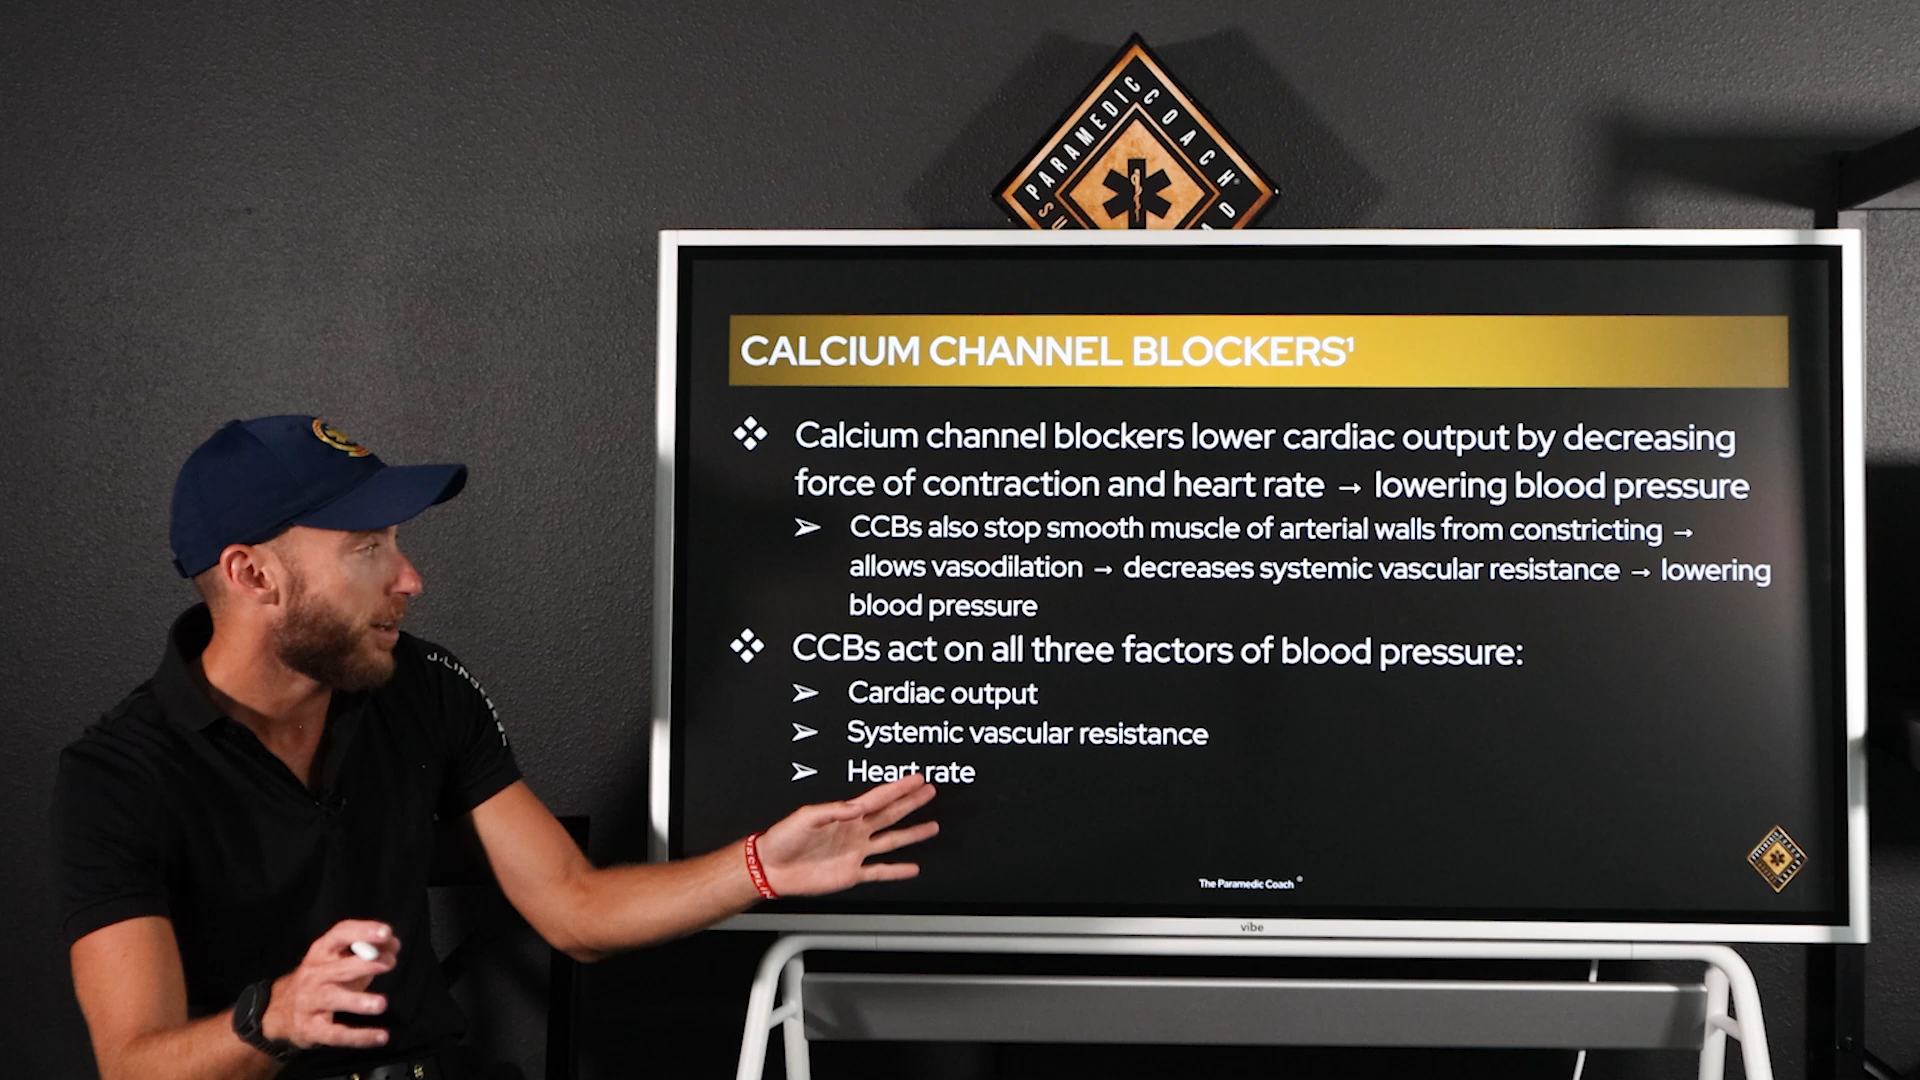 PARAMEDIC COACH®
CALCIUM CHANNEL BLOCKERS¹
❖ Calcium channel blockers lower cardiac output by decreasing
force of contraction and heart rate → lowering blood pressure
➢ CCBs also stop smooth muscle of arterial walls from constricting →
allows vasodilation → decreases systemic vascular resistance → lowering
blood pressure
❖ CCBs act on all three factors of blood pressure:
➢ Cardiac output
➢ Systemic vascular resistance
➢ Heart rate
The Paramedic Coach ®
vibe